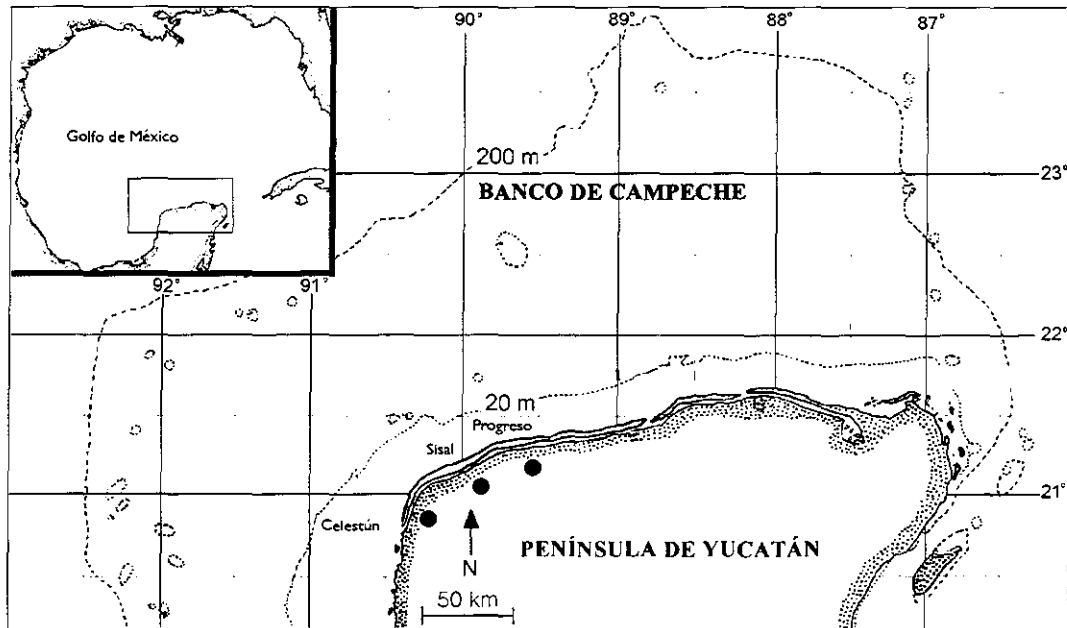 90°
89°
88°
87°
Golfo de México
200 m
23°
BANCO DE CAMPECHE
92°
91°
22°
20 m
Progreso
Sisal
21°
Celestún
PENÍNSULA DE YUCATÁN
N
50 km